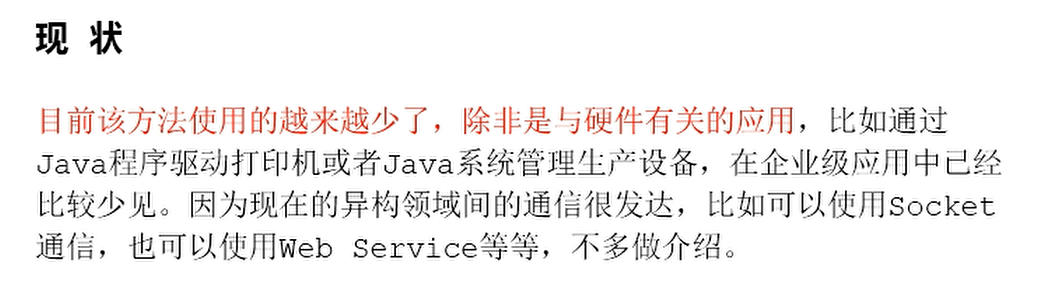 现 状
目前该方法使用的越来越少了，除非是与硬件有关的应用，比如通过
Java程序驱动打印机或者Java系统管理生产设备，在企业级应用中已经
比较少见。因为现在的异构领域间的通信很发达，比如可以使用Socket
通信，也可以使用Web Service等等，不多做介绍。